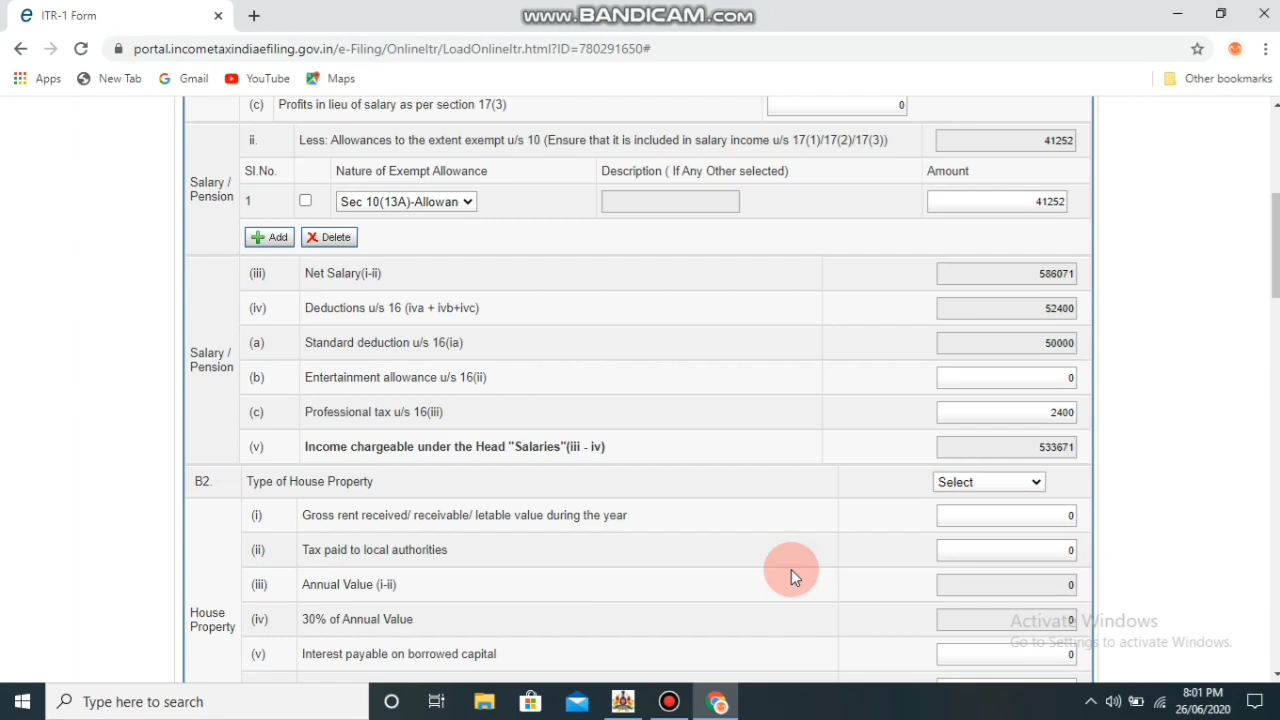 ITR-1 Form
www.BANDICAM.com
portal.incometaxindiaefiling.gov.in/e-Filing/OnlineItr/LoadOnlineItr.html?ID=780291650#
Apps New Tab Gmail YouTube Maps Other bookmarks
(c) Profits in lieu of salary as per section 17(3) 0
ii. Less: Allowances to the extent exempt u/s 10 (Ensure that it is included in salary income u/s 17(1)/17(2)/17(3)) 41252
Salary / Pension
Sl.No. Nature of Exempt Allowance Description ( If Any Other selected) Amount
1 Sec 10(13A)-Allowan 41252
Add Delete
(iii) Net Salary(i-ii) 586071
(iv) Deductions u/s 16 (iva + ivb+ivc) 52400
(a) Standard deduction u/s 16(ia) 50000
Salary / Pension
(b) Entertainment allowance u/s 16(ii) 0
(c) Professional tax u/s 16(iii) 2400
(v) Income chargeable under the Head "Salaries"(iii - iv) 533671
B2. Type of House Property Select
(i) Gross rent received/ receivable/ letable value during the year 0
(ii) Tax paid to local authorities 0
(iii) Annual Value (i-ii) 0
House Property
(iv) 30% of Annual Value 0
(v) Interest payable on borrowed capital 0
Activate Windows
Go to Settings to activate Windows.
Type here to search
8:01 PM
26/06/2020